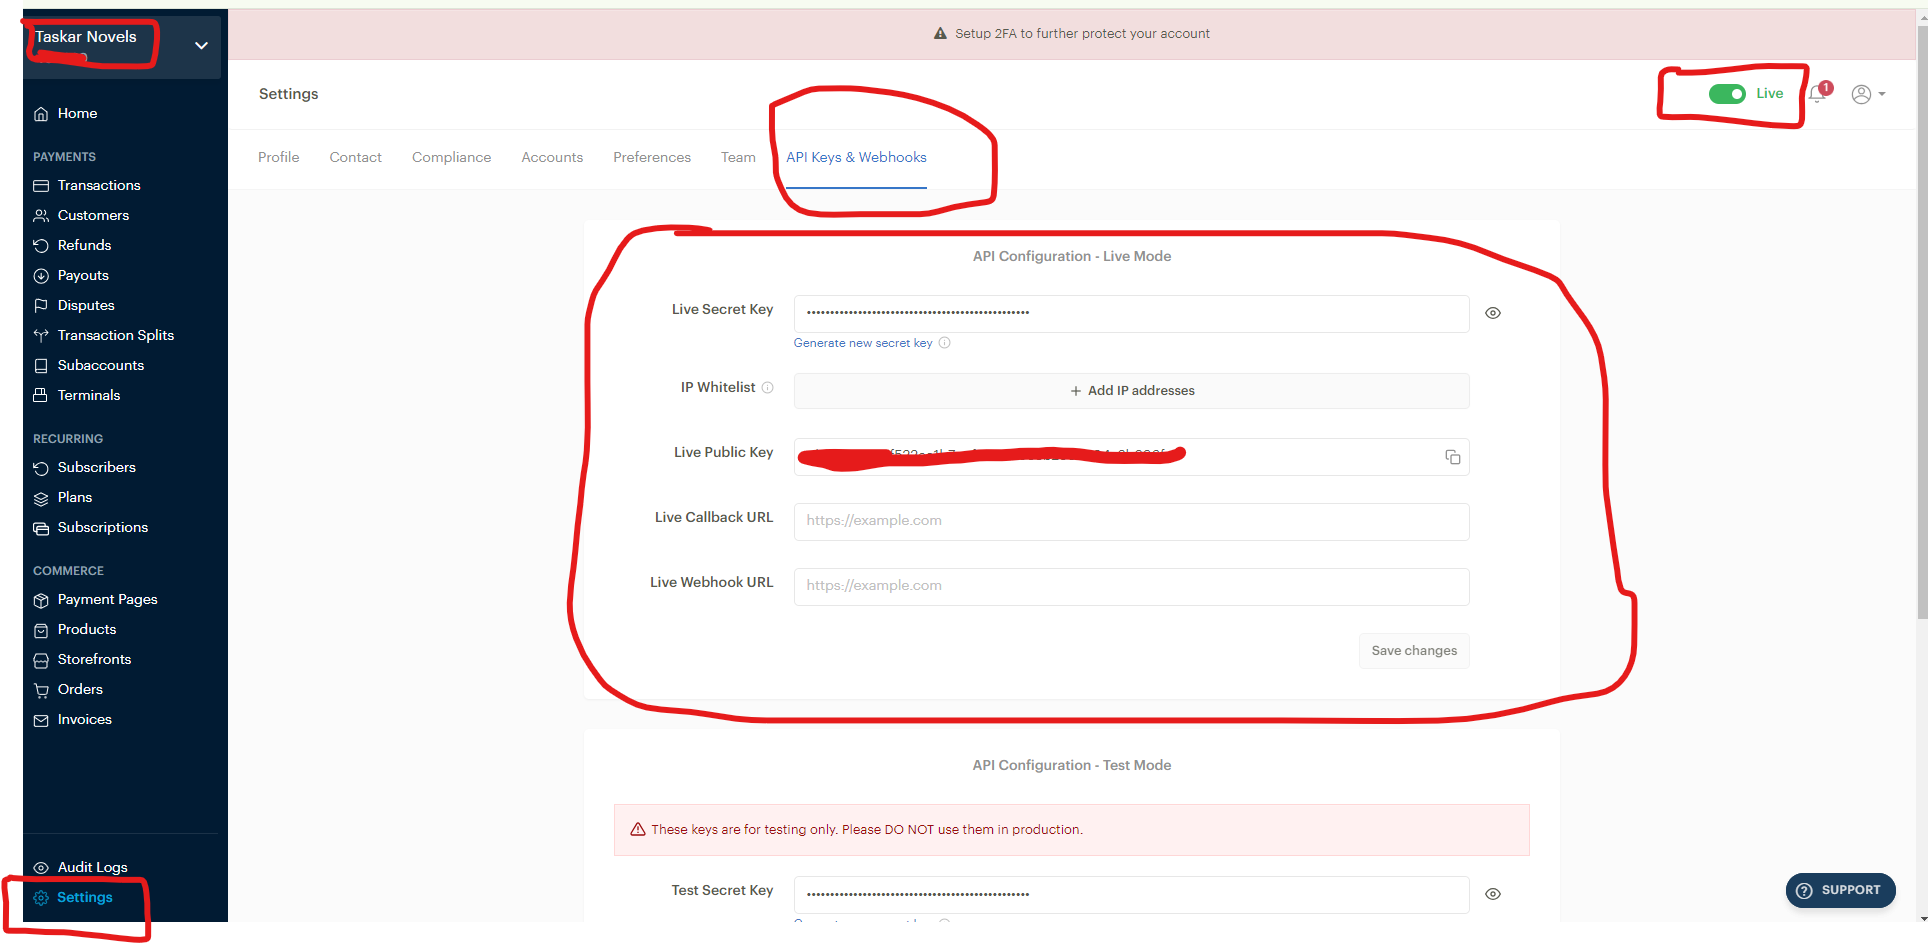 Taskar Novels
Setup 2FA to further protect your account
Settings
Live
1
Home
PAYMENTS
Transactions
Customers
Refunds
Payouts
Disputes
Transaction Splits
Subaccounts
Terminals
RECURRING
Subscribers
Plans
Subscriptions
COMMERCE
Payment Pages
Products
Storefronts
Orders
Invoices
Audit Logs
Settings
Profile Contact Compliance Accounts Preferences Team API Keys & Webhooks
API Configuration - Live Mode
Live Secret Key ••••••••••••••••••••••••••••••••••••••••••••••••
Generate new secret key
IP Whitelist + Add IP addresses
Live Public Key
Live Callback URL https://example.com
Live Webhook URL https://example.com
Save changes
API Configuration - Test Mode
These keys are for testing only. Please DO NOT use them in production.
Test Secret Key ••••••••••••••••••••••••••••••••••••••••••••••••
SUPPORT